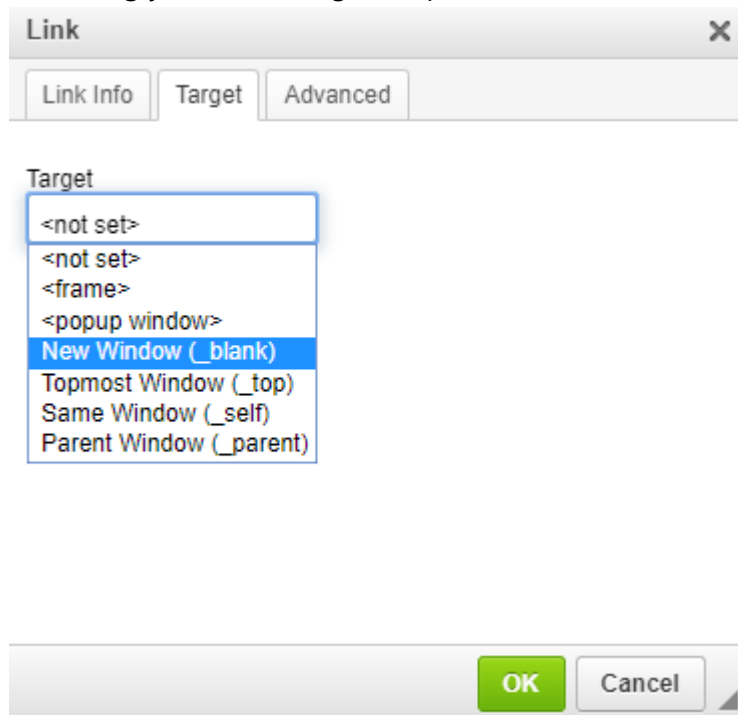 Link
Link Info Target Advanced
Target
<not set>
<not set>
<frame>
<popup window>
New Window (_blank)
Topmost Window (_top)
Same Window (_self)
Parent Window (_parent)
OK Cancel